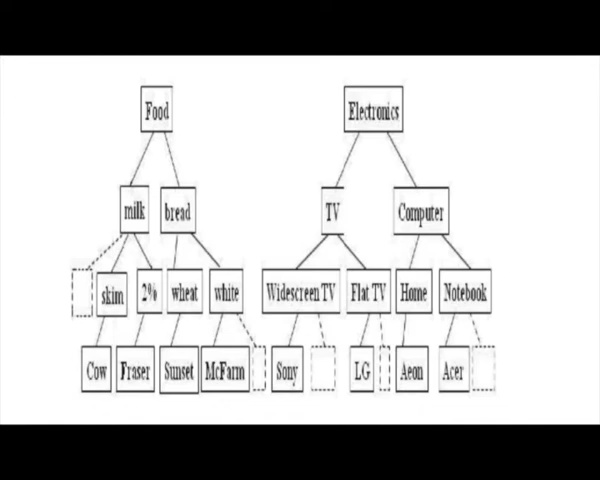 Food Electronics
milk bread TV Computer
skim 2% wheat white Widescreen TV Flat TV Home Notebook
Cow Fraser Sunset McFarm Sony LG Aeon Acer